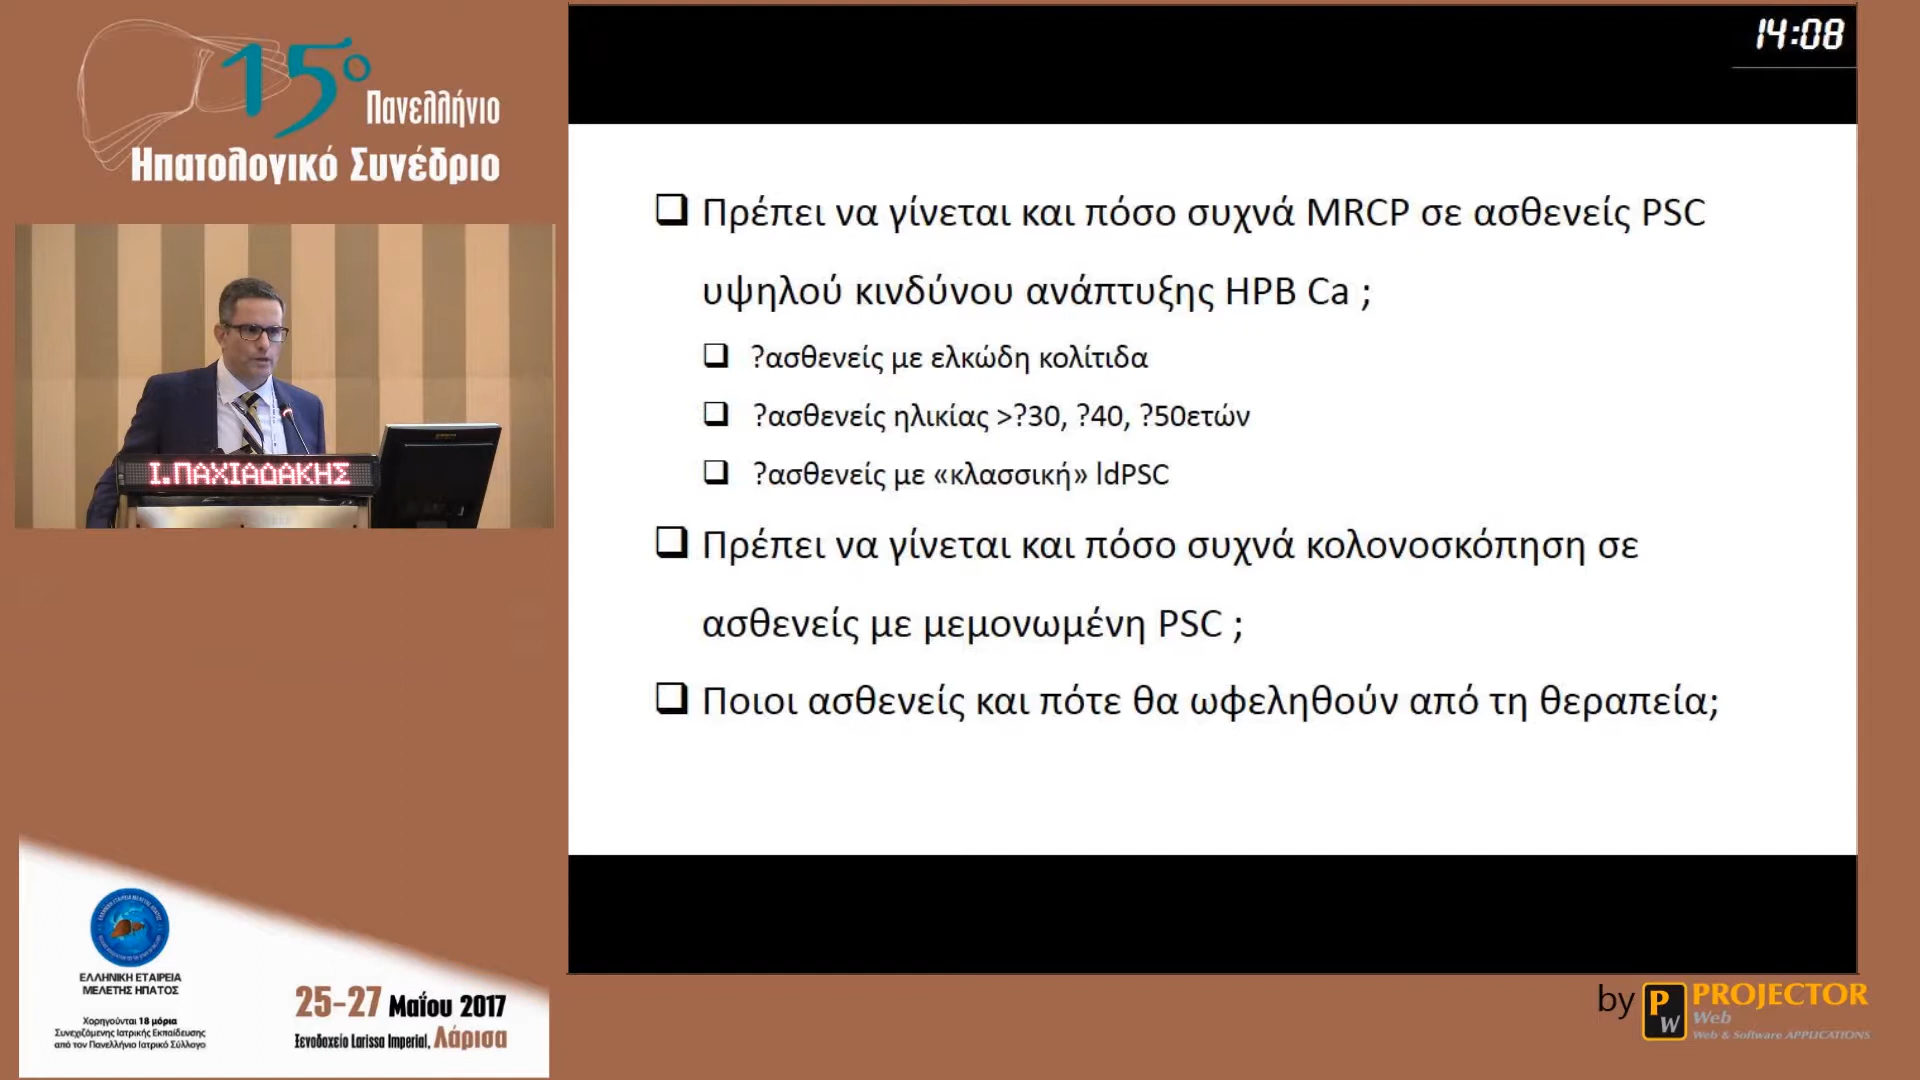 15ο
Πανελλήνιο
Ηπατολογικό Συνέδριο
Ι.ΠΑΧΙΑΔΑΚΗΣ
14:08
❑ Πρέπει να γίνεται και πόσο συχνά MRCP σε ασθενείς PSC
υψηλού κινδύνου ανάπτυξης HPB Ca ;
❑ ?ασθενείς με ελκώδη κολίτιδα
❑ ?ασθενείς ηλικίας >?30, ?40, ?50ετών
❑ ?ασθενείς με «κλασσική» ldPSC
❑ Πρέπει να γίνεται και πόσο συχνά κολονοσκόπηση σε
ασθενείς με μεμονωμένη PSC ;
❑ Ποιοι ασθενείς και πότε θα ωφεληθούν από τη θεραπεία;
ΕΛΛΗΝΙΚΗ ΕΤΑΙΡΕΙΑ
ΜΕΛΕΤΗΣ ΗΠΑΤΟΣ
Χορηγούνται 18 μόρια
Συνεχιζόμενης Ιατρικής Εκπαίδευσης
από τον Πανελλήνιο Ιατρικό Σύλλογο
25-27 Μαΐου 2017
Ξενοδοχείο Larissa Imperial, Λάρισα
by PW PROJECTOR
Web
Web & Software APPLICATIONS